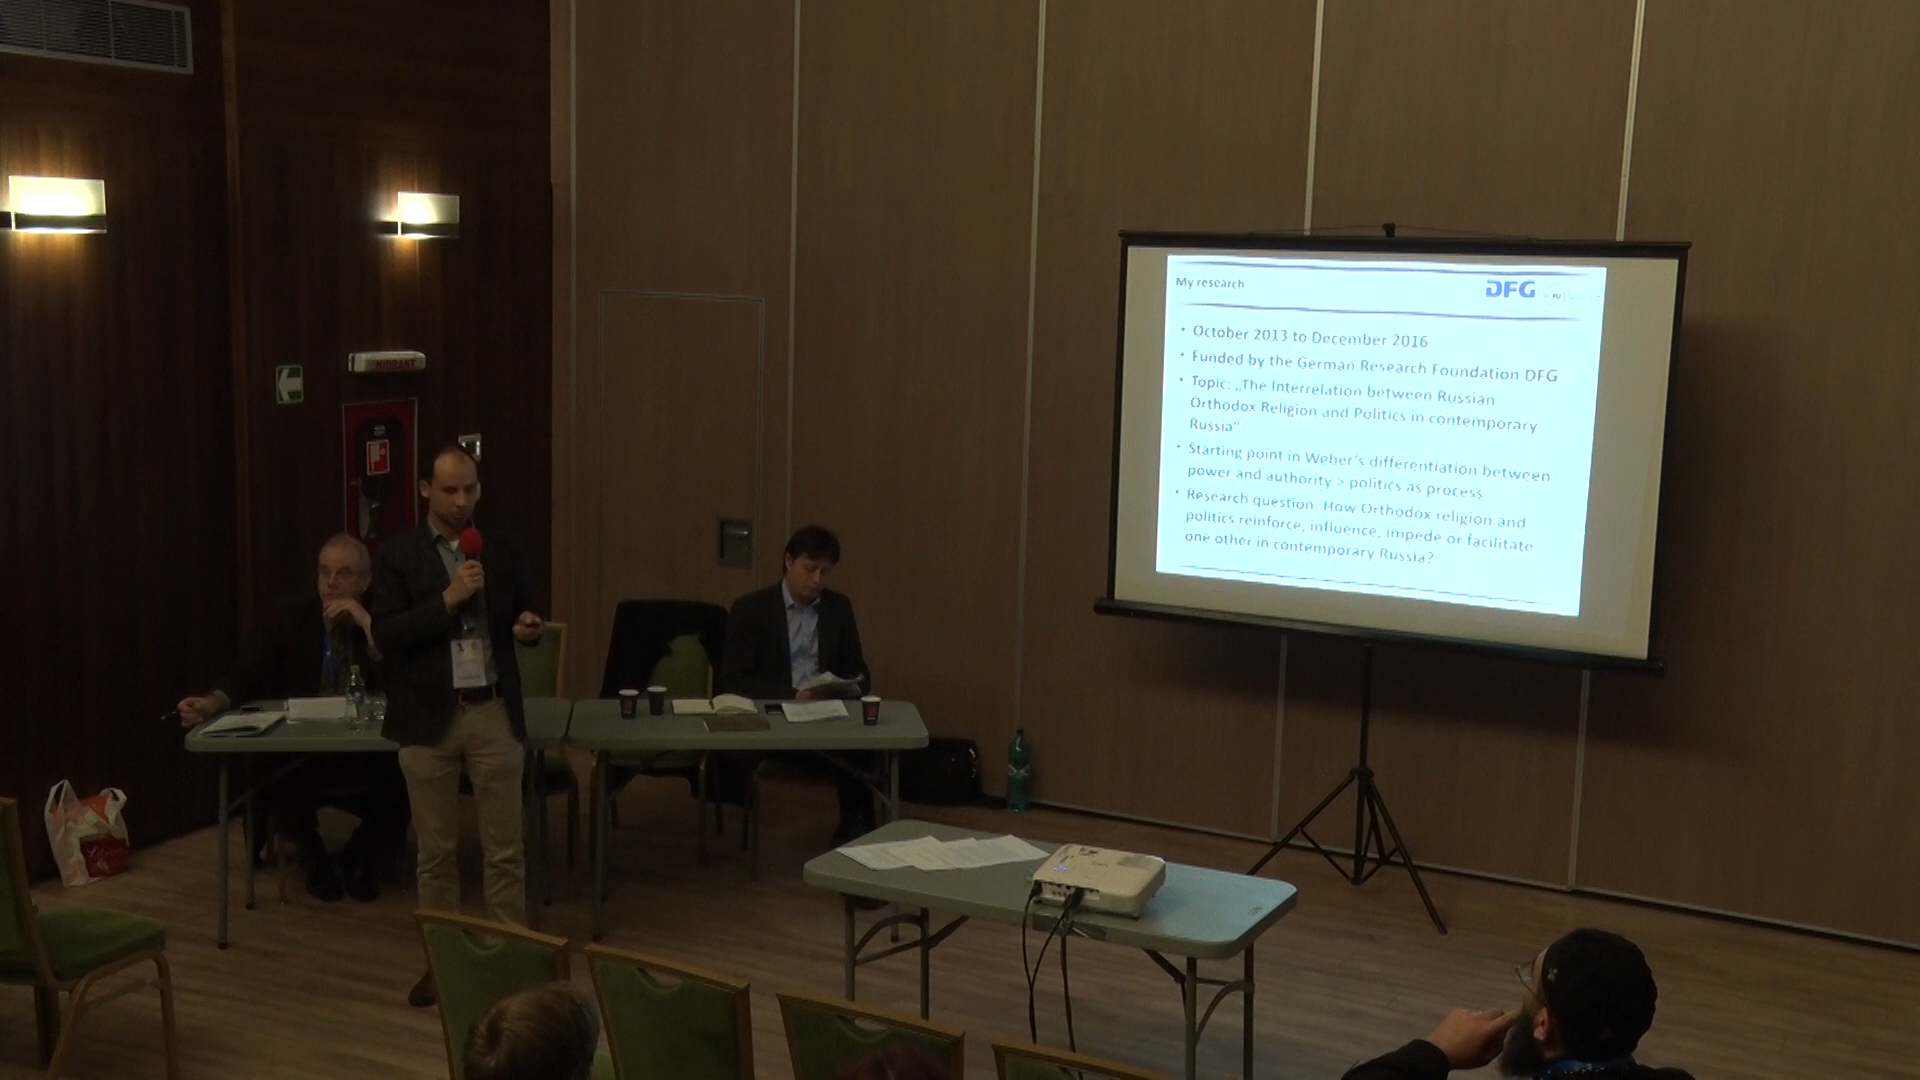 HIDRANT
My research
DFG
• October 2013 to December 2016
• Funded by the German Research Foundation DFG
• Topic: „The Interrelation between Russian
Orthodox Religion and Politics in contemporary
Russia“
• Starting point in Weber's differentiation between
power and authority > politics as process
• Research question: How Orthodox religion and
politics reinforce, influence, impede or facilitate
one other in contemporary Russia?